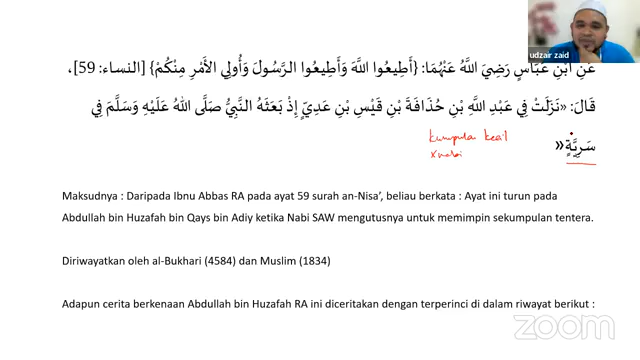 udzair zaid
عَنِ ابْنِ عَبَّاسٍ رَضِيَ اللَّهُ عَنْهُمَا: {أَطِيعُوا اللَّهَ وَأَطِيعُوا الرَّسُولَ وَأُولِي الأَمْرِ مِنْكُمْ} [النساء: 59]،
قَالَ: «نَزَلَتْ فِي عَبْدِ اللَّهِ بْنِ حُذَافَةَ بْنِ قَيْسِ بْنِ عَدِيٍّ إِذْ بَعَثَهُ النَّبِيُّ صَلَّى اللهُ عَلَيْهِ وَسَلَّمَ فِي
سَرِيَّةٍ»
kumpulan kecil
x nabi
Maksudnya : Daripada Ibnu Abbas RA pada ayat 59 surah an-Nisa’, beliau berkata : Ayat ini turun pada
Abdullah bin Huzafah bin Qays bin Adiy ketika Nabi SAW mengutusnya untuk memimpin sekumpulan tentera.
Diriwayatkan oleh al-Bukhari (4584) dan Muslim (1834)
Adapun cerita berkenaan Abdullah bin Huzafah RA ini diceritakan dengan terperinci di dalam riwayat berikut :
zoom